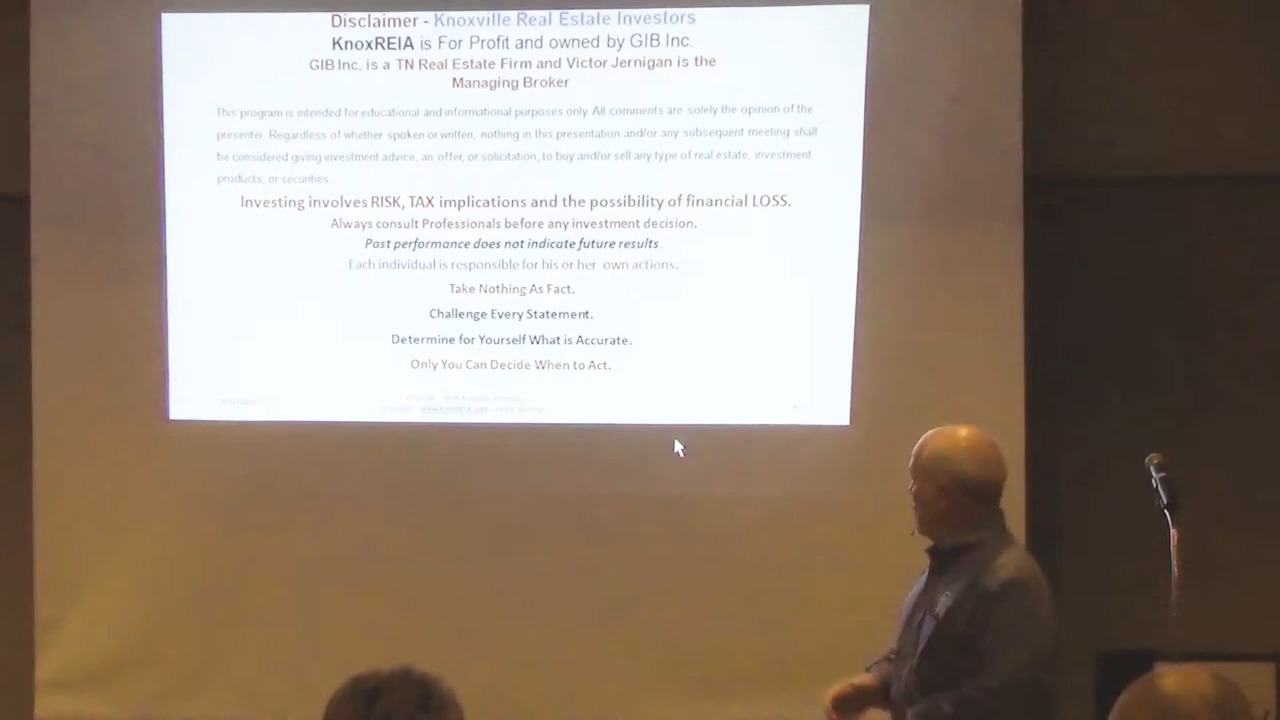 Disclaimer - Knoxville Real Estate Investors
KnoxREIA is For Profit and owned by GIB Inc.
GIB Inc. is a TN Real Estate Firm and Victor Jernigan is the
Managing Broker
This program is intended for educational and informational purposes only. All comments are solely the opinion of the
presenter. Regardless of whether spoken or written, nothing in this presentation and/or any subsequent meeting shall
be considered giving investment advice, an offer, or solicitation, to buy and/or sell any type of real estate, investment
products, or securities.
Investing involves RISK, TAX implications and the possibility of financial LOSS.
Always consult Professionals before any investment decision.
Past performance does not indicate future results.
Each individual is responsible for his or her own actions.
Take Nothing As Fact.
Challenge Every Statement.
Determine for Yourself What is Accurate.
Only You Can Decide When to Act.